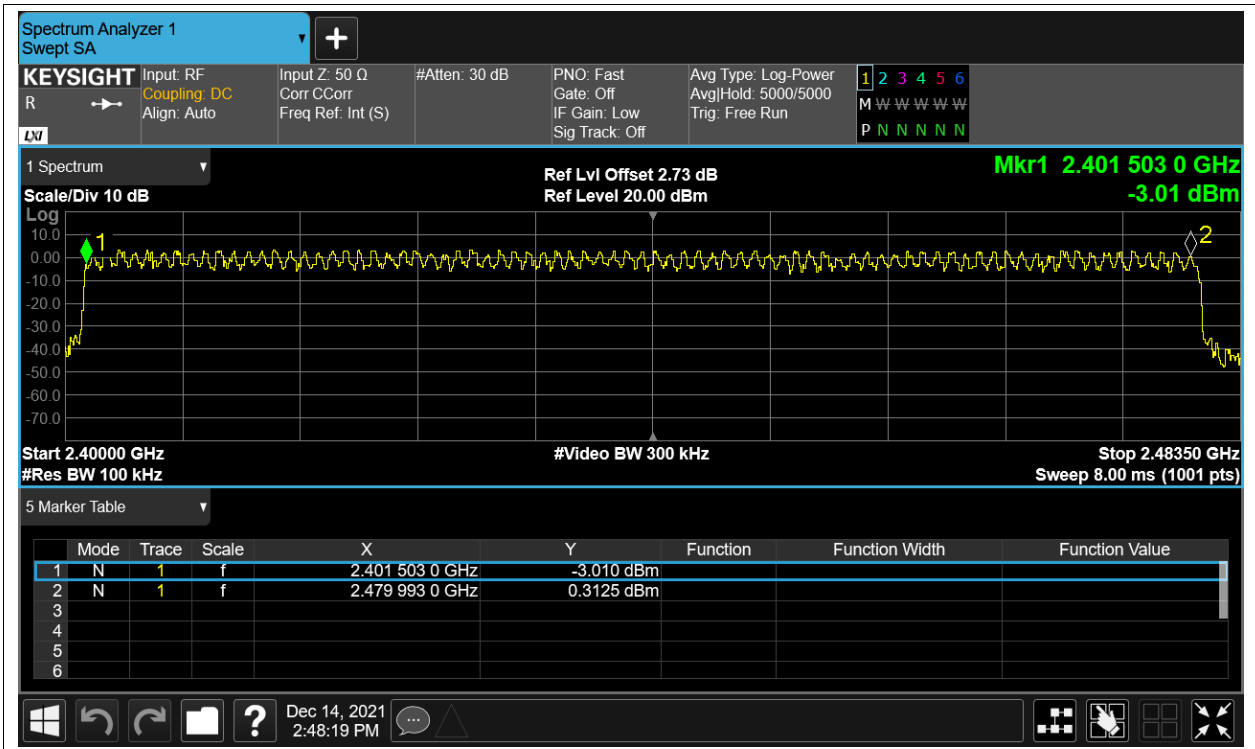 Spectrum Analyzer 1
Swept SA
KEYSIGHT Input: RF Input Z: 50 Ω #Atten: 30 dB PNO: Fast Avg Type: Log-Power 1 2 3 4 5 6
R Coupling: DC Corr CCorr Gate: Off Avg|Hold: 5000/5000 M W W W W W
Align: Auto Freq Ref: Int (S) IF Gain: Low Trig: Free Run
LXI Sig Track: Off P N N N N N
1 Spectrum Ref Lvl Offset 2.73 dB Mkr1 2.401 503 0 GHz
Scale/Div 10 dB Ref Level 20.00 dBm -3.01 dBm
Log
10.0 1 2
0.00
-10.0
-20.0
-30.0
-40.0
-50.0
-60.0
-70.0
Start 2.40000 GHz #Video BW 300 kHz Stop 2.48350 GHz
#Res BW 100 kHz Sweep 8.00 ms (1001 pts)
5 Marker Table
Mode Trace Scale X Y Function Function Width Function Value
1 N 1 f 2.401 503 0 GHz -3.010 dBm
2 N 1 f 2.479 993 0 GHz 0.3125 dBm
3
4
5
6
? Dec 14, 2021
2:48:19 PM